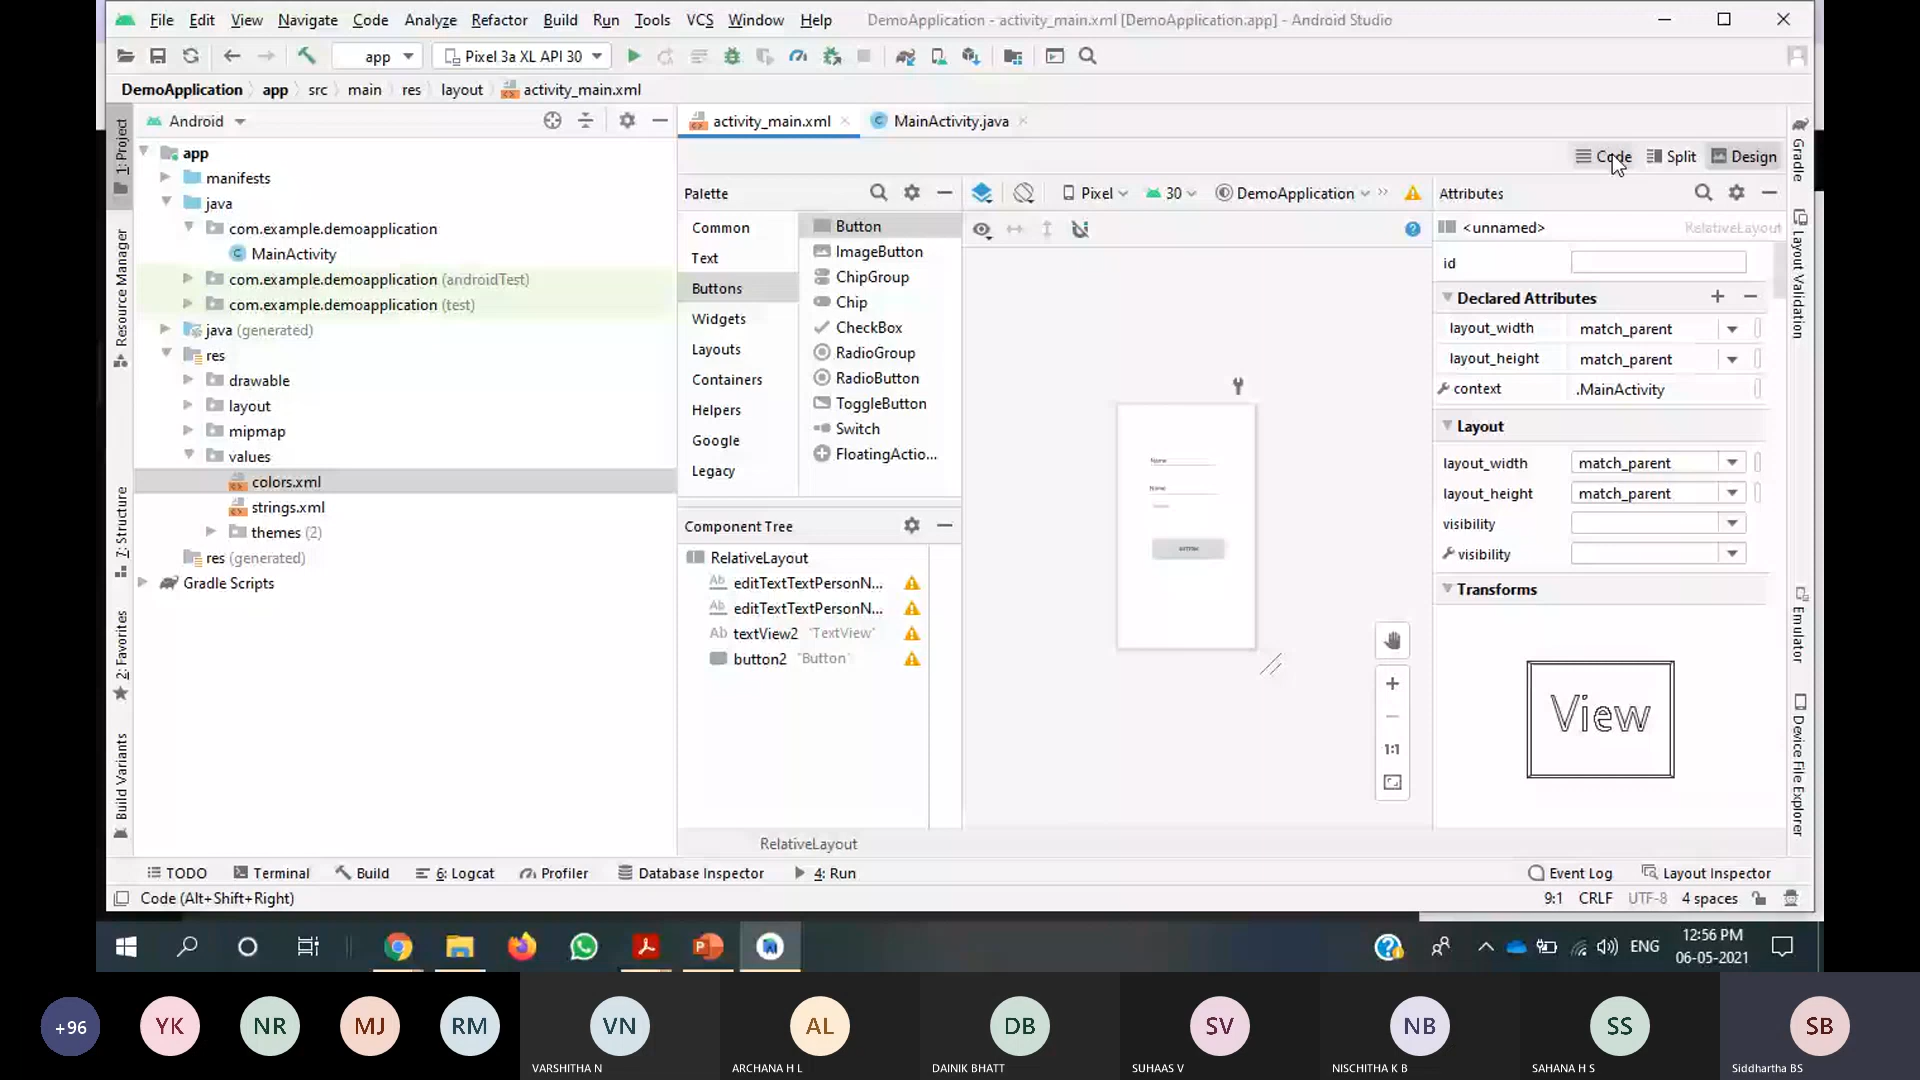 File Edit View Navigate Code Analyze Refactor Build Run Tools VCS Window Help DemoApplication - activity_main.xml [DemoApplication.app] - Android Studio
app Pixel 3a XL API 30
DemoApplication app src main res layout activity_main.xml
1: Project
Resource Manager
7: Structure
2: Favorites
Build Variants
Android
app
manifests
java
com.example.demoapplication
MainActivity
com.example.demoapplication (androidTest)
com.example.demoapplication (test)
java (generated)
res
drawable
layout
mipmap
values
colors.xml
strings.xml
themes (2)
res (generated)
Gradle Scripts
activity_main.xml MainActivity.java
Code Split Design
Palette
Common
Text
Buttons
Widgets
Layouts
Containers
Helpers
Google
Legacy
Button
ImageButton
ChipGroup
Chip
CheckBox
RadioGroup
RadioButton
ToggleButton
Switch
FloatingActio...
Component Tree
RelativeLayout
Ab editTextTextPersonN...
Ab editTextTextPersonN...
Ab textView2 "TextView"
button2 "Button"
Pixel 30 DemoApplication
Name
Name
BUTTON
1:1
RelativeLayout
Attributes
<unnamed> RelativeLayout
id
Declared Attributes
layout_width match_parent
layout_height match_parent
context .MainActivity
Layout
layout_width match_parent
layout_height match_parent
visibility
visibility
Transforms
View
Gradle
Layout Validation
Emulator
Device File Explorer
TODO Terminal Build 6: Logcat Profiler Database Inspector 4: Run Event Log Layout Inspector
Code (Alt+Shift+Right) 9:1 CRLF UTF-8 4 spaces
ENG 12:56 PM
06-05-2021
+96 YK NR MJ RM VN AL DB SV NB SS SB
VARSHITHA N ARCHANA H L DAINIK BHATT SUHAAS V NISCHITHA K B SAHANA H S Siddhartha BS